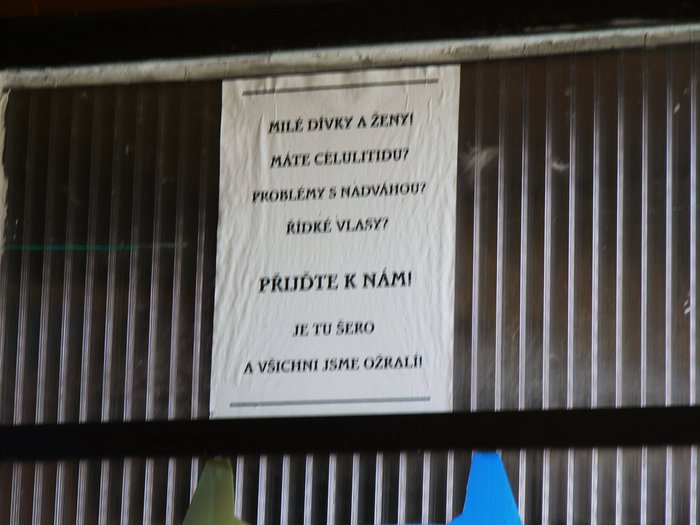 MILÉ DÍVKY A ŽENY!
MÁTE CELULITIDU?
PROBLÉMY S NADVÁHOU?
ŘÍDKÉ VLASY?
PŘIJĎTE K NÁM!
JE TU ŠERO
A VŠICHNI JSME OŽRALÍ!